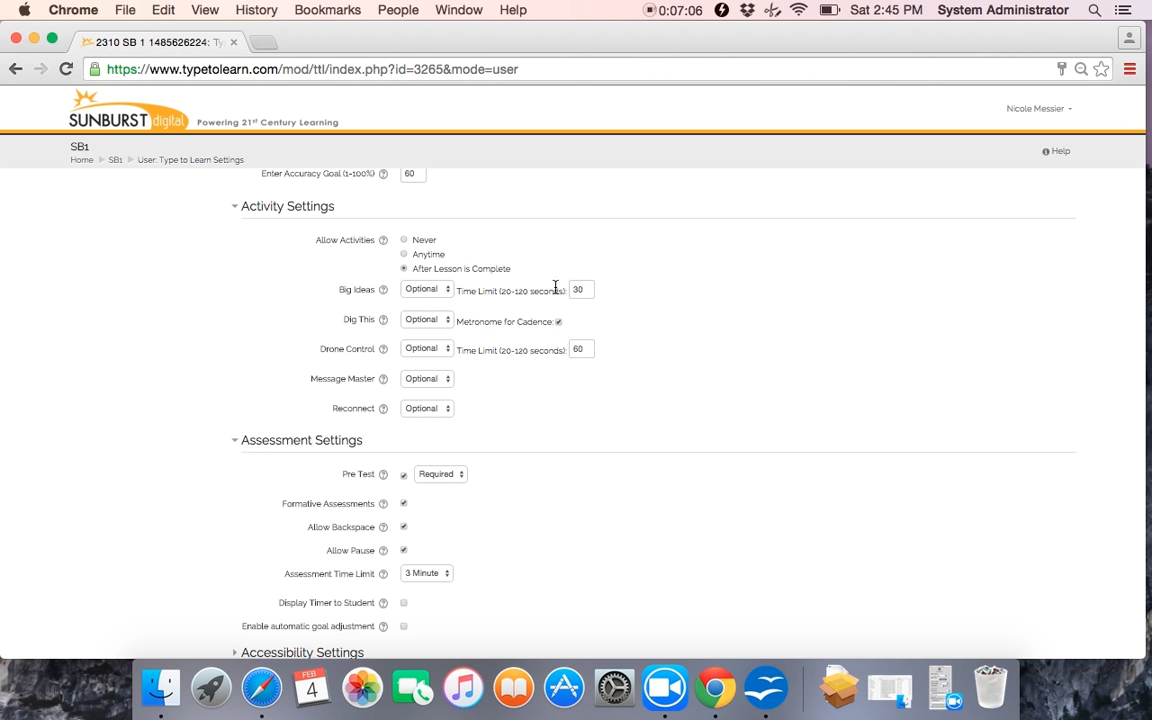 Chrome File Edit View History Bookmarks People Window Help 0:07:06 Sat 2:45 PM System Administrator
2310 SB 1 1485626224: Ty
https://www.typetolearn.com/mod/ttl/index.php?id=3265&mode=user
SUNBURST digital Powering 21st Century Learning Nicole Messier
SB1
Home SB1 User: Type to Learn Settings Help
Enter Accuracy Goal (1-100%) 60
Activity Settings
Allow Activities Never
Anytime
After Lesson is Complete
Big Ideas Optional Time Limit (20-120 seconds): 30
Dig This Optional Metronome for Cadence:
Drone Control Optional Time Limit (20-120 seconds): 60
Message Master Optional
Reconnect Optional
Assessment Settings
Pre Test Required
Formative Assessments
Allow Backspace
Allow Pause
Assessment Time Limit 3 Minute
Display Timer to Student
Enable automatic goal adjustment
Accessibility Settings
FEB
4